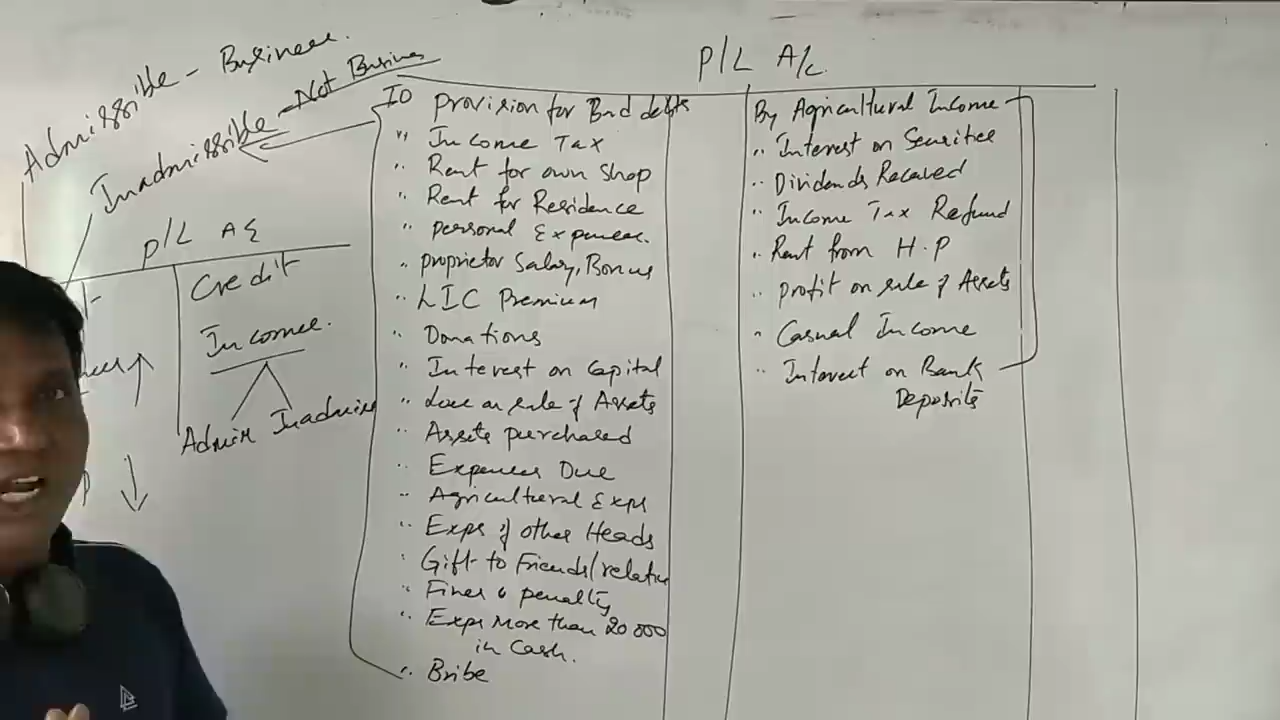 Admissible - Business.
Inadmissible - Not Business
P/L A/c
Credit
Incomes.
Admiss Inadmiss
P/L A/c.
To Provision for Bad debts
" Income Tax
" Rent for own shop
" Rent for Residence
" Personal Expenses.
" Proprietor Salary, Bonus
" LIC Premium
" Donations
" Interest on Capital
" Loss on sale of Assets
" Assets purchased
" Expenses Due
" Agricultural Exps
" Exps of other Heads
" Gift to Friends/relative
" Fines & penalty
" Exps More than 20 000
in Cash.
" Bribe
By Agricultural Income
" Interest on Securities
" Dividends Received
" Income Tax Refund
" Rent from H.P
" Profit on sale of Assets
" Casual Income
" Interest on Bank
Deposits